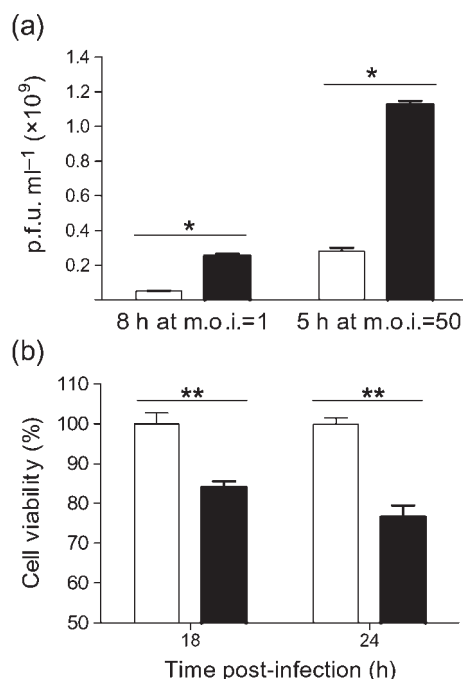 (a)
p.f.u. ml⁻¹ (×10⁹)
1.4
1.2
1.0
0.8
0.6
0.4
0.2
*
*
8 h at m.o.i.=1
5 h at m.o.i.=50
(b)
Cell viability (%)
110
100
90
80
70
60
50
**
**
18
24
Time post-infection (h)